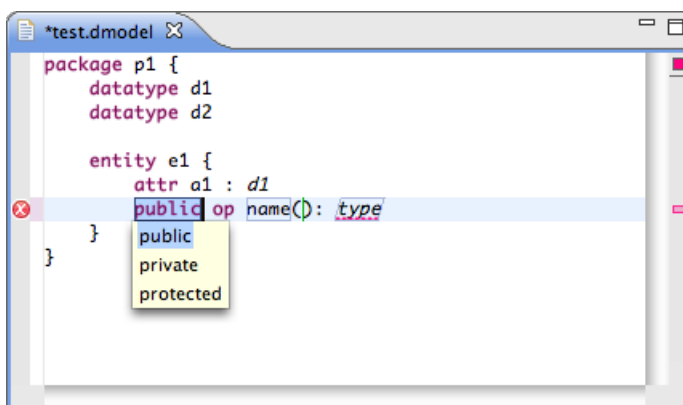 *test.dmodel
package p1 {
datatype d1
datatype d2
entity e1 {
attr a1 : d1
public op name(): type
}
public
}
private
protected